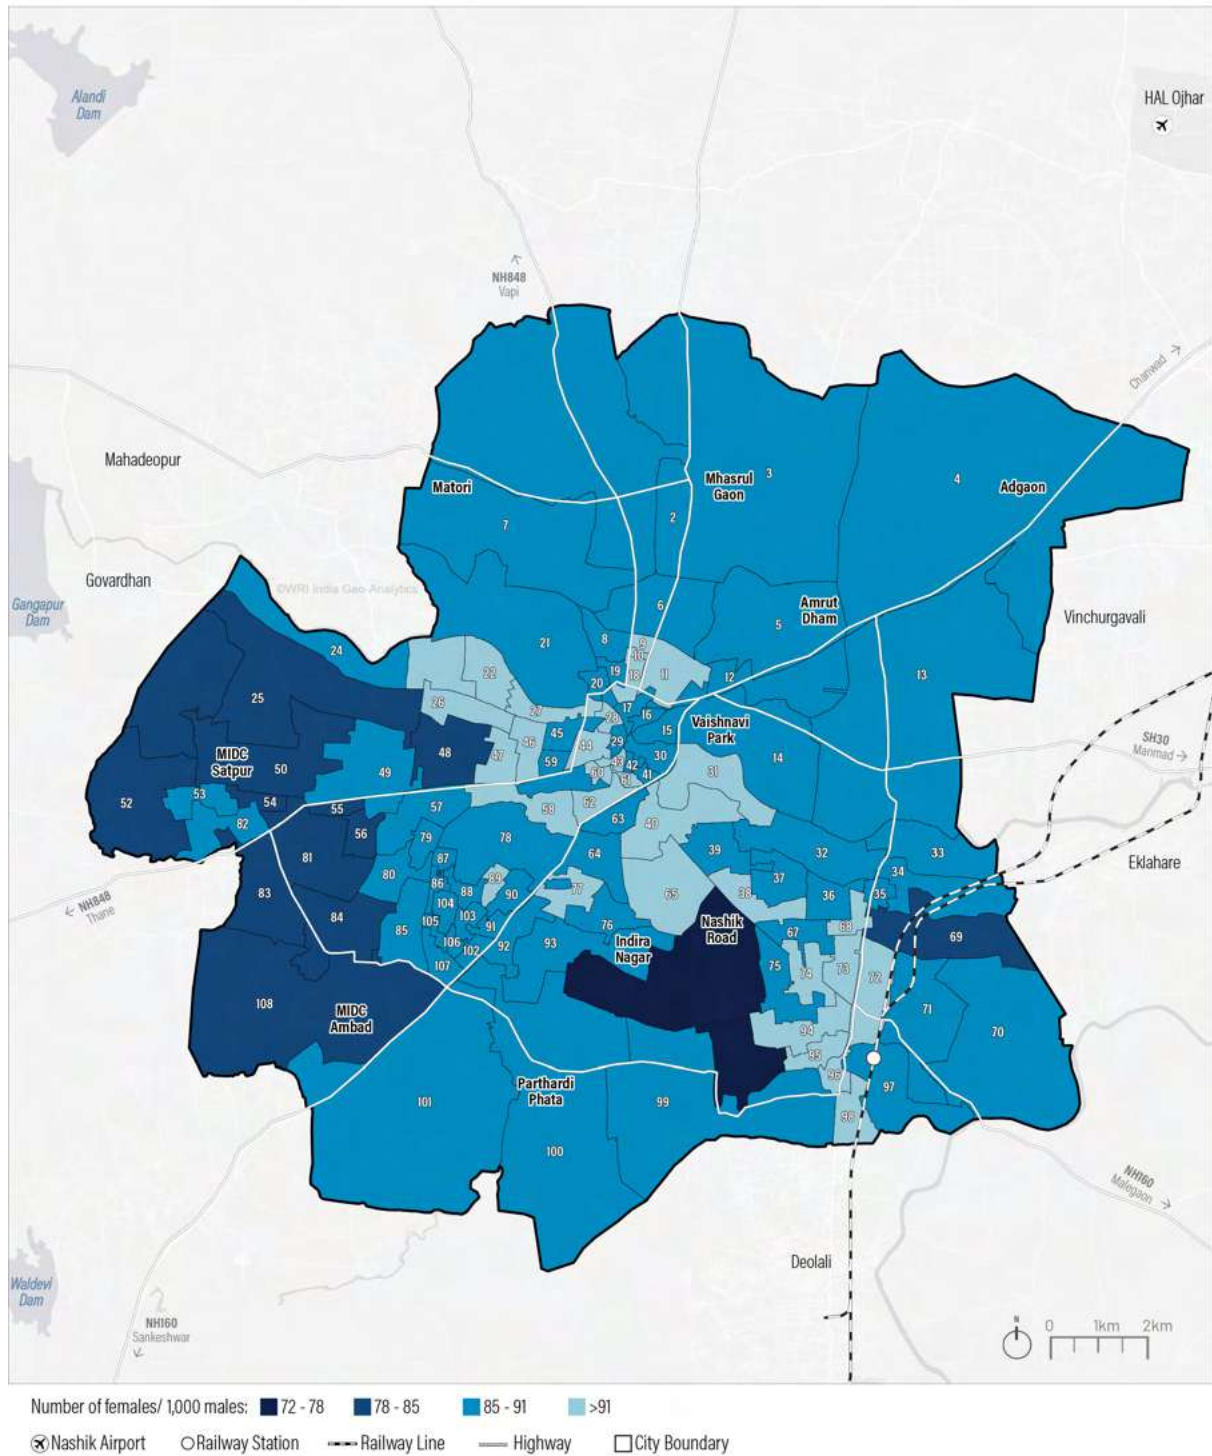 Alandi
Dam
HAL Ojhar
NH848
Vapi
Chanwad
Mahadeopur
Matori
Mhasrul
Gaon
3
4
Adgaon
2
7
©WRI India Geo-Analytics
Govardhan
Gangapur
Dam
Amrut
Dham
Vinchurgavali
6
5
24
21
8
9
10
22
19
18
11
20
12
13
25
26
27
17
28
16
Vaishnavi
Park
15
SH30
Manmad
MIDC
Satpur
48
45
46
44
29
47
59
30
14
50
49
43
42
31
60
61
41
52
53
54
55
57
58
62
63
40
82
56
79
78
64
39
32
33
81
87
80
86
88
89
90
77
37
34
Eklahare
83
38
36
35
65
NH848
Thane
104
84
105
103
91
85
106
102
92
93
76
Indira
Nagar
Nashik
Road
67
68
69
107
75
74
73
72
108
MIDC
Ambad
71
70
94
95
96
97
Parthardi
Phata
101
99
98
100
NH160
Malegaon
Deolali
Waldevi
Dam
NH160
Sankeshwar
N
0 1km 2km
Number of females/ 1,000 males: 72 - 78 78 - 85 85 - 91 >91
Nashik Airport Railway Station Railway Line Highway City Boundary